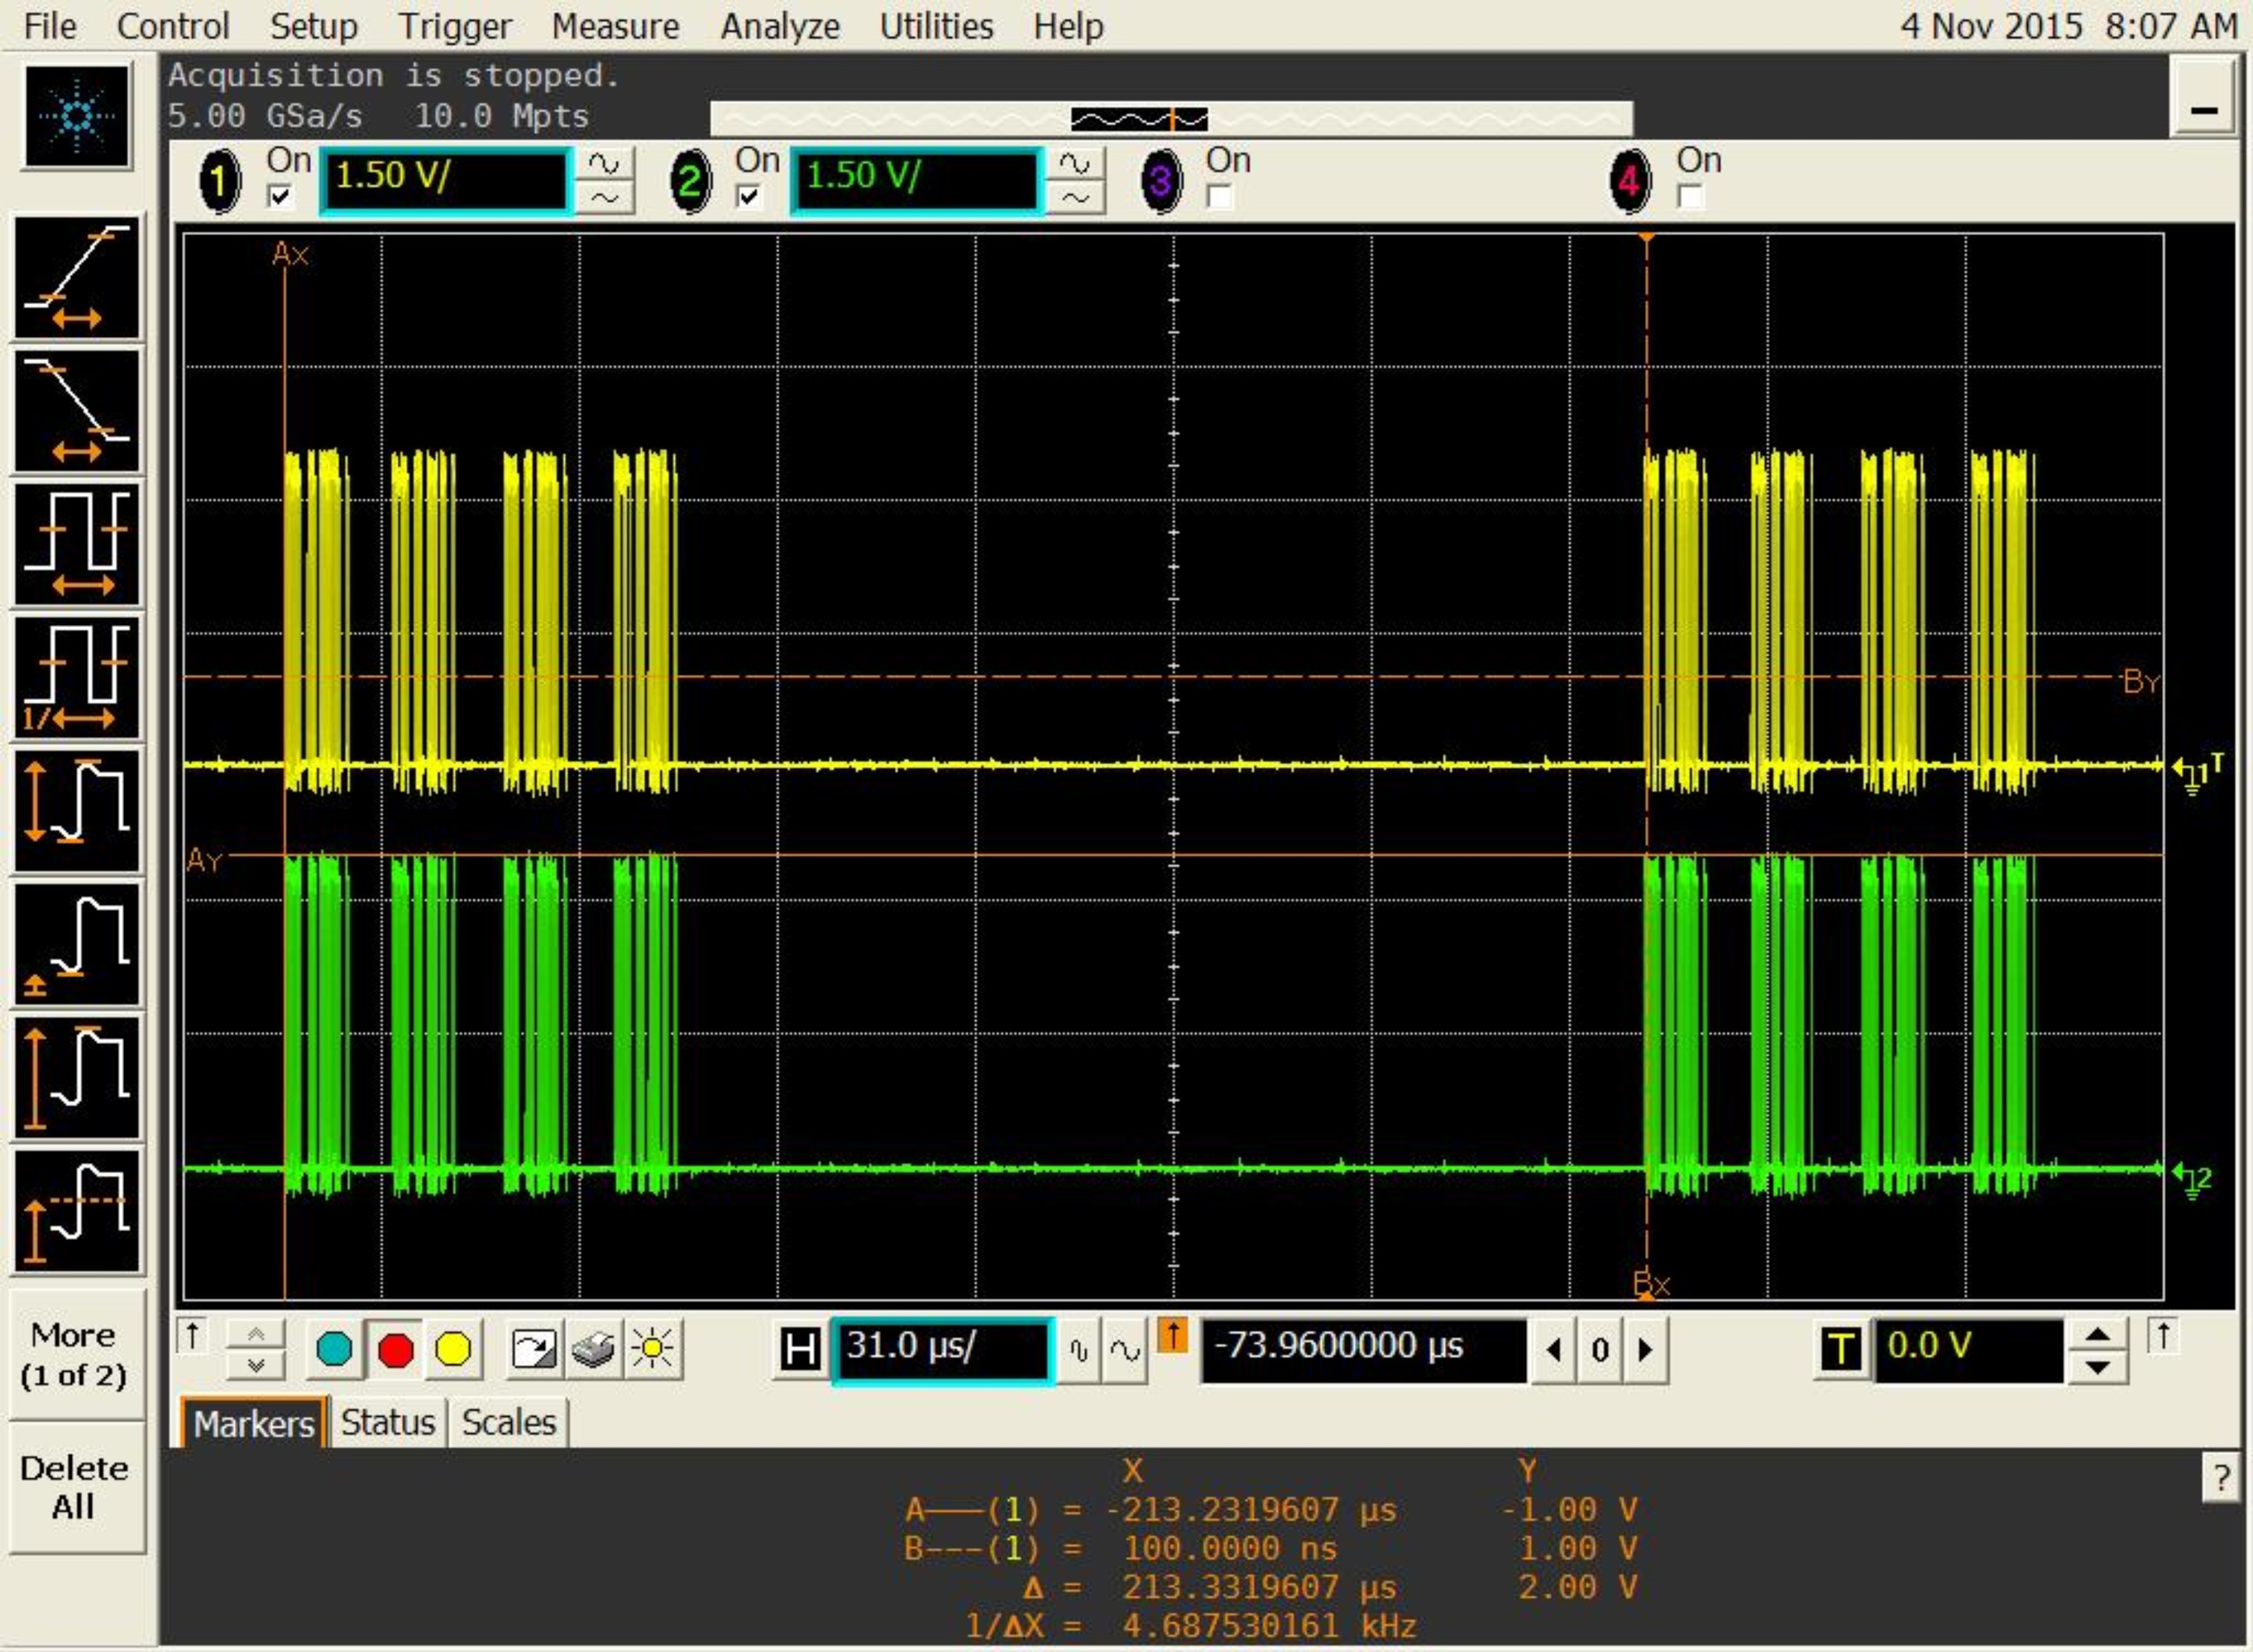 File Control Setup Trigger Measure Analyze Utilities Help 4 Nov 2015 8:07 AM
Acquisition is stopped.
5.00 GSa/s 10.0 Mpts
1 On 1.50 V/ 2 On 1.50 V/ 3 On 4 On
Ax
By
1 T
Ay
2
Bx
1/
More
(1 of 2)
Delete
All
H 31.0 µs/ -73.9600000 µs 0 T 0.0 V
Markers Status Scales
X Y
A———(1) = -213.2319607 µs -1.00 V
B---(1) = 100.0000 ns 1.00 V
Δ = 213.3319607 µs 2.00 V
1/ΔX = 4.687530161 kHz
?